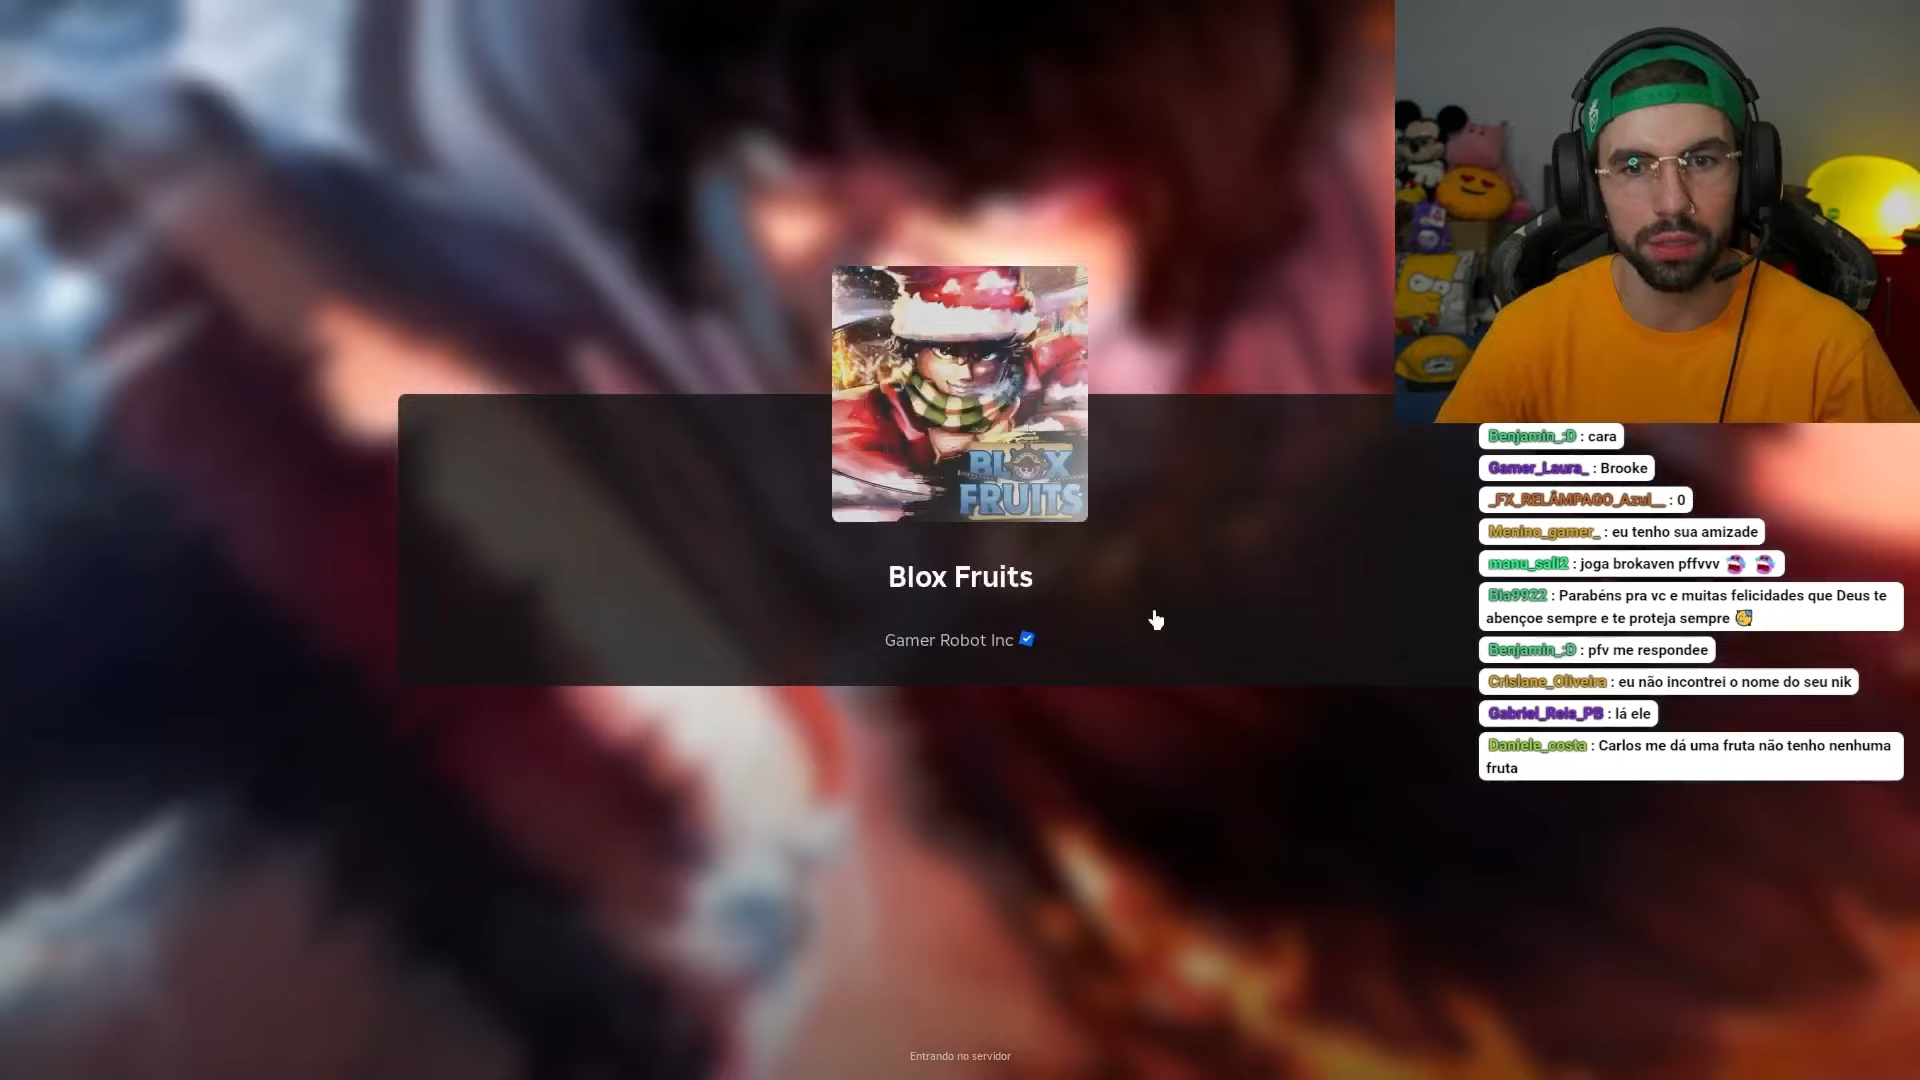 BLOX
FRUITS
Blox Fruits
Gamer Robot Inc
Entrando no servidor
Benjamin_:D : cara
Gamer_Laura_ : Brooke
_FX_RELÂMPAGO_Azul__ : 0
Menino_gamer_ : eu tenho sua amizade
manu_sali2 : joga brokaven pffvvv
Bia9922 : Parabéns pra vc e muitas felicidades que Deus te
abençoe sempre e te proteja sempre
Benjamin_:D : pfv me respondee
Crislane_Oliveira : eu não incontrei o nome do seu nik
Gabriel_Reis_PB : lá ele
Daniele_costa : Carlos me dá uma fruta não tenho nenhuma
fruta